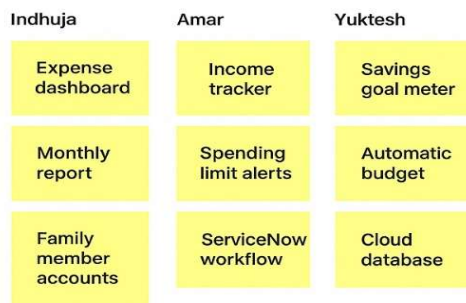 Indhuja
Expense
dashboard
Monthly
report
Family
member
accounts
Amar
Income
tracker
Spending
limit alerts
ServiceNow
workflow
Yuktesh
Savings
goal meter
Automatic
budget
Cloud
database